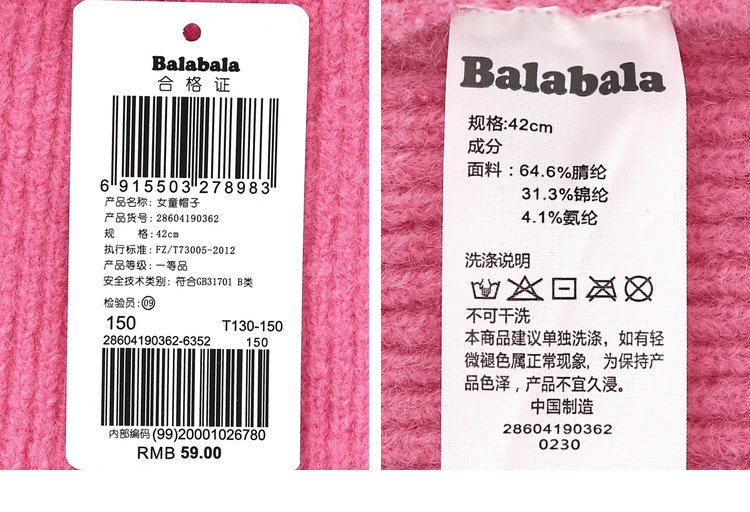 Balabala
合格证
6 915503 278983
产品名称: 女童帽子
产品货号: 28604190362
规 格: 42cm
执行标准: FZ/T73005-2012
产品等级: 一等品
安全技术类别: 符合GB31701 B类
检验员: 09
150 T130-150
28604190362-6352 150
内部编码 (99)20001026780
RMB 59.00
Balabala
规格:42cm
成分
面料: 64.6%腈纶
31.3%锦纶
4.1%氨纶
洗涤说明
不可干洗
本商品建议单独洗涤, 如有轻
微褪色属正常现象, 为保持产
品色泽, 产品不宜久浸。
中国制造
28604190362
0230